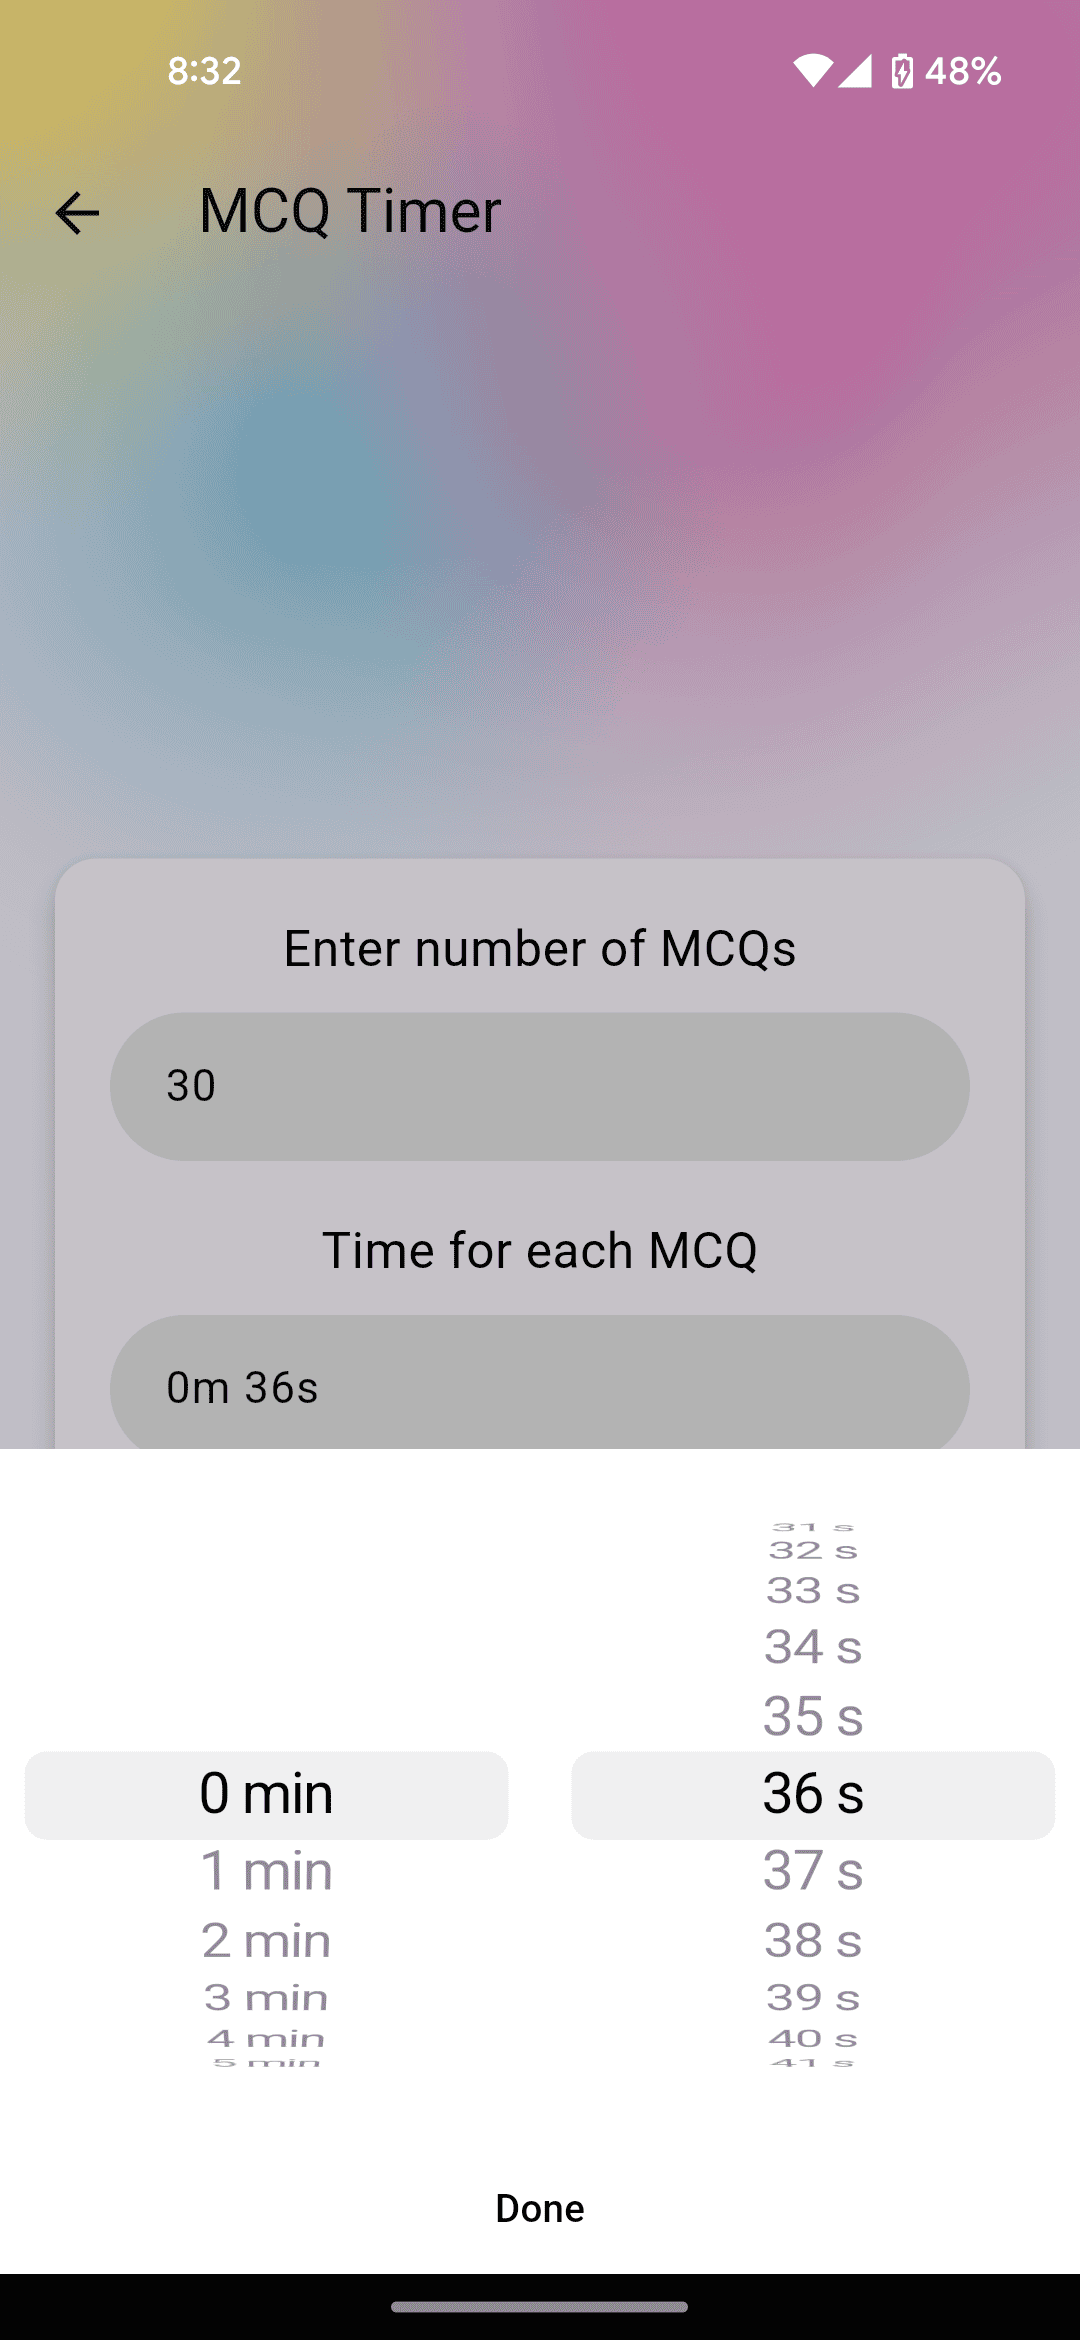 8:32 48%
MCQ Timer
Enter number of MCQs
30
Time for each MCQ
0m 36s
31 s
32 s
33 s
34 s
35 s
0 min 36 s
1 min 37 s
2 min 38 s
3 min 39 s
4 min 40 s
5 min 41 s
Done